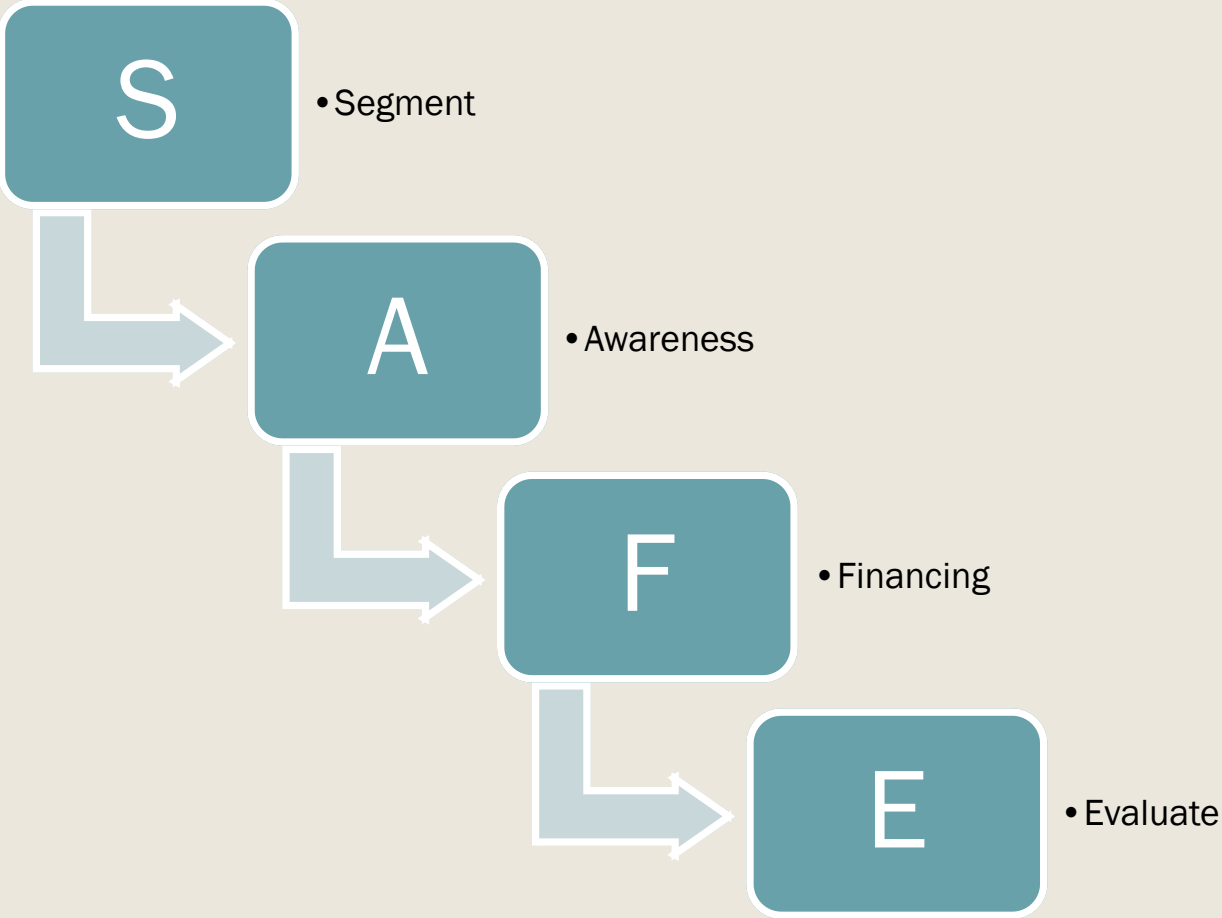 S
•Segment
A
•Awareness
F
•Financing
E
•Evaluate